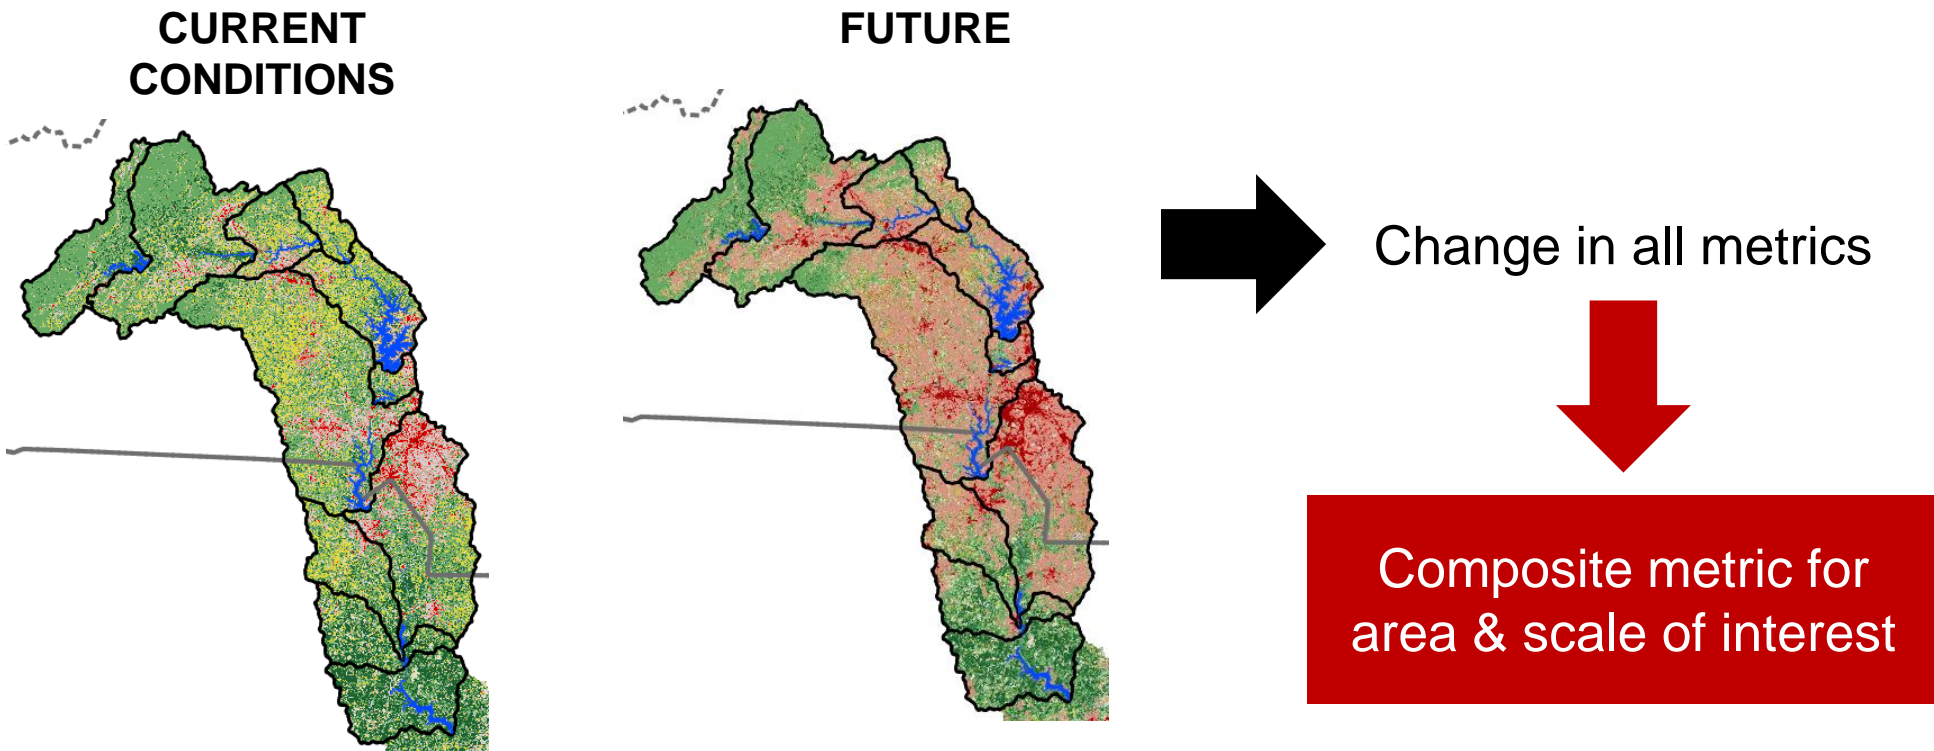 CURRENT
CONDITIONS
FUTURE
Change in all metrics
Composite metric for
area & scale of interest